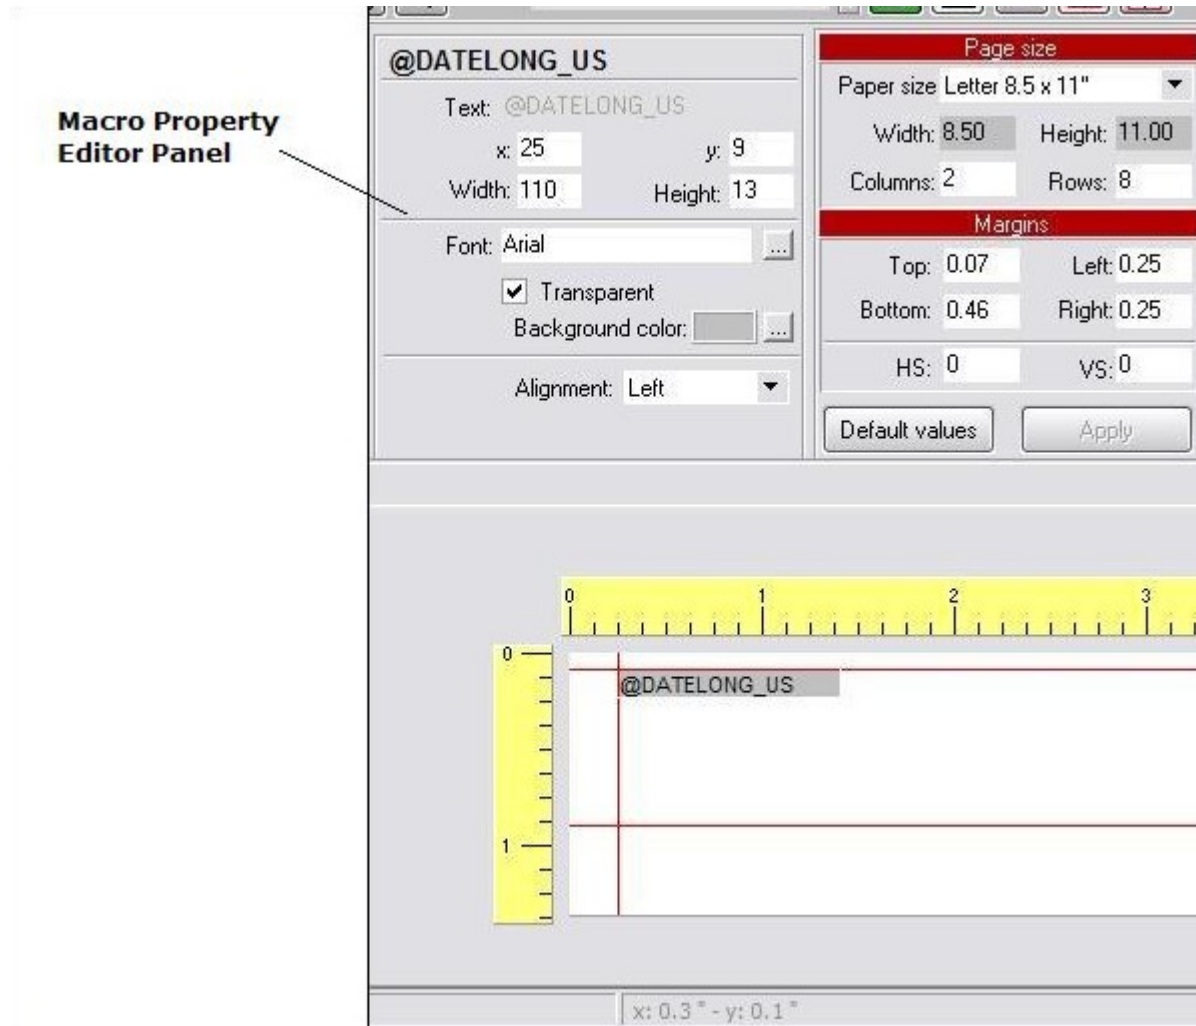 Macro Property
Editor Panel
@DATELONG_US
Text: @DATELONG_US
x: 25 y: 9
Width: 110 Height: 13
Font: Arial ...
Transparent
Background color: ...
Alignment: Left
Page size
Paper size Letter 8.5 x 11"
Width: 8.50 Height: 11.00
Columns: 2 Rows: 8
Margins
Top: 0.07 Left: 0.25
Bottom: 0.46 Right: 0.25
HS: 0 VS: 0
Default values Apply
0 1 2 3
0
@DATELONG_US
1
x: 0.3 " - y: 0.1 "